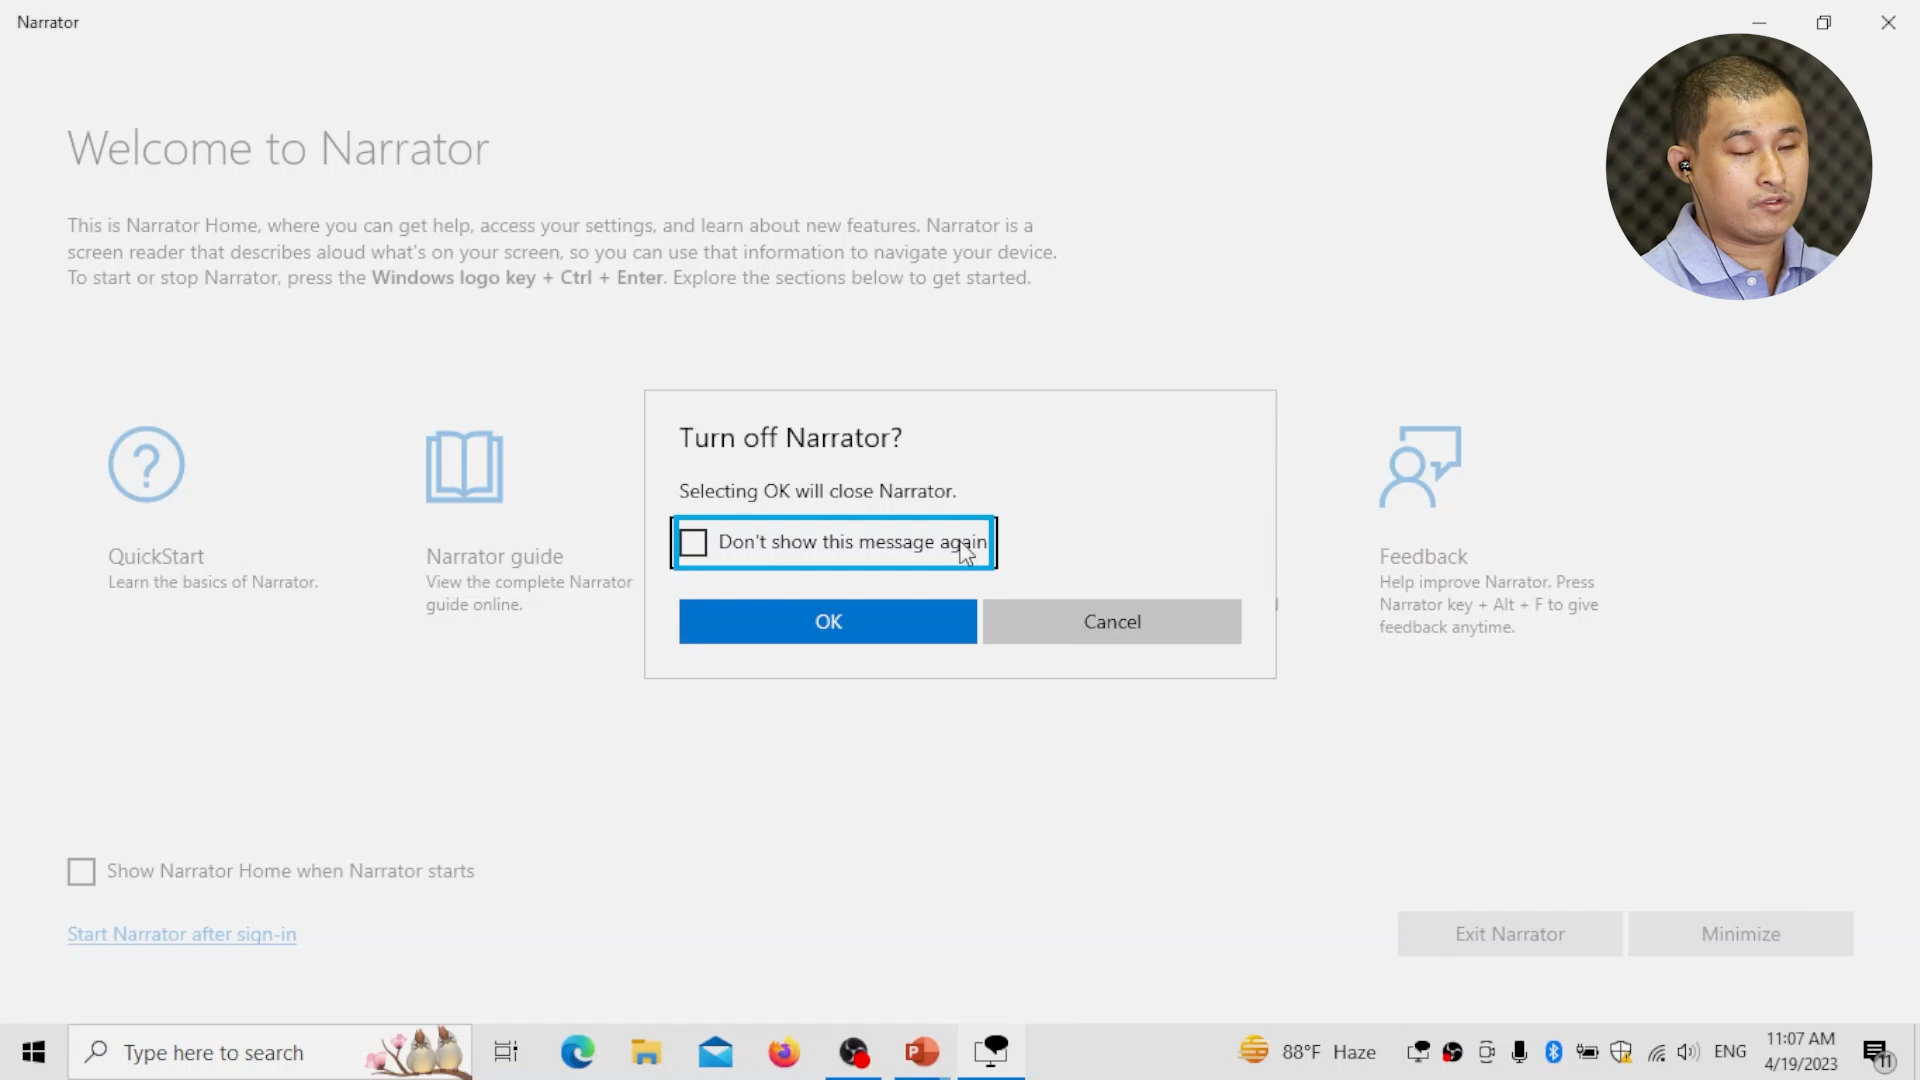 Narrator
Welcome to Narrator
This is Narrator Home, where you can get help, access your settings, and learn about new features. Narrator is a
screen reader that describes aloud what's on your screen, so you can use that information to navigate your device.
To start or stop Narrator, press the Windows logo key + Ctrl + Enter. Explore the sections below to get started.
Turn off Narrator?
Selecting OK will close Narrator.
Don't show this message again
OK
Cancel
QuickStart
Learn the basics of Narrator.
Narrator guide
View the complete Narrator
guide online.
Feedback
Help improve Narrator. Press
Narrator key + Alt + F to give
feedback anytime.
Show Narrator Home when Narrator starts
Start Narrator after sign-in
Exit Narrator
Minimize
Type here to search
88°F Haze
ENG
11:07 AM
4/19/2023
11